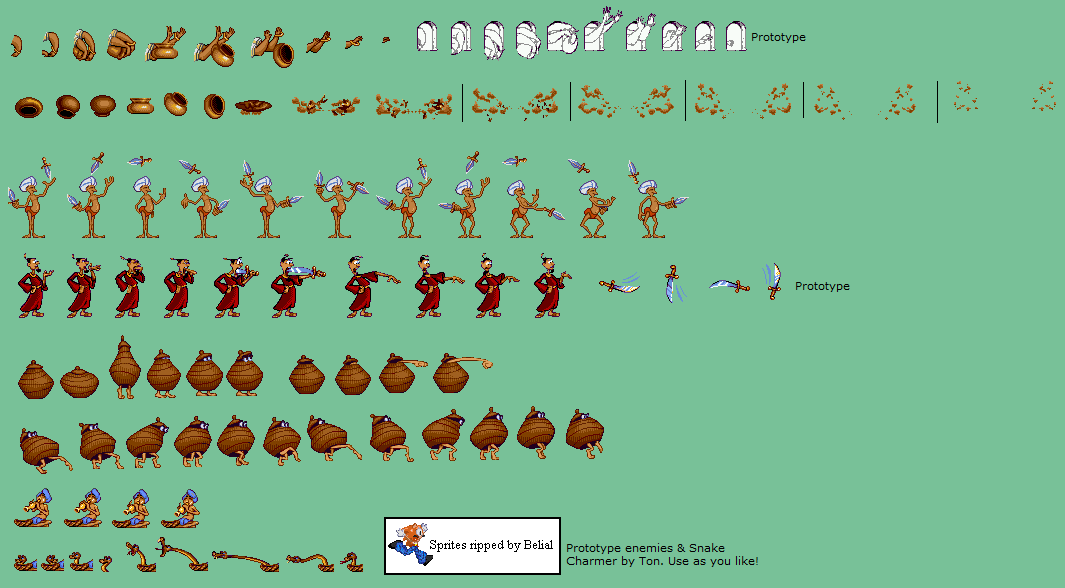 Prototype
Prototype
Sprites ripped by Belial
Prototype enemies & Snake
Charmer by Ton. Use as you like!